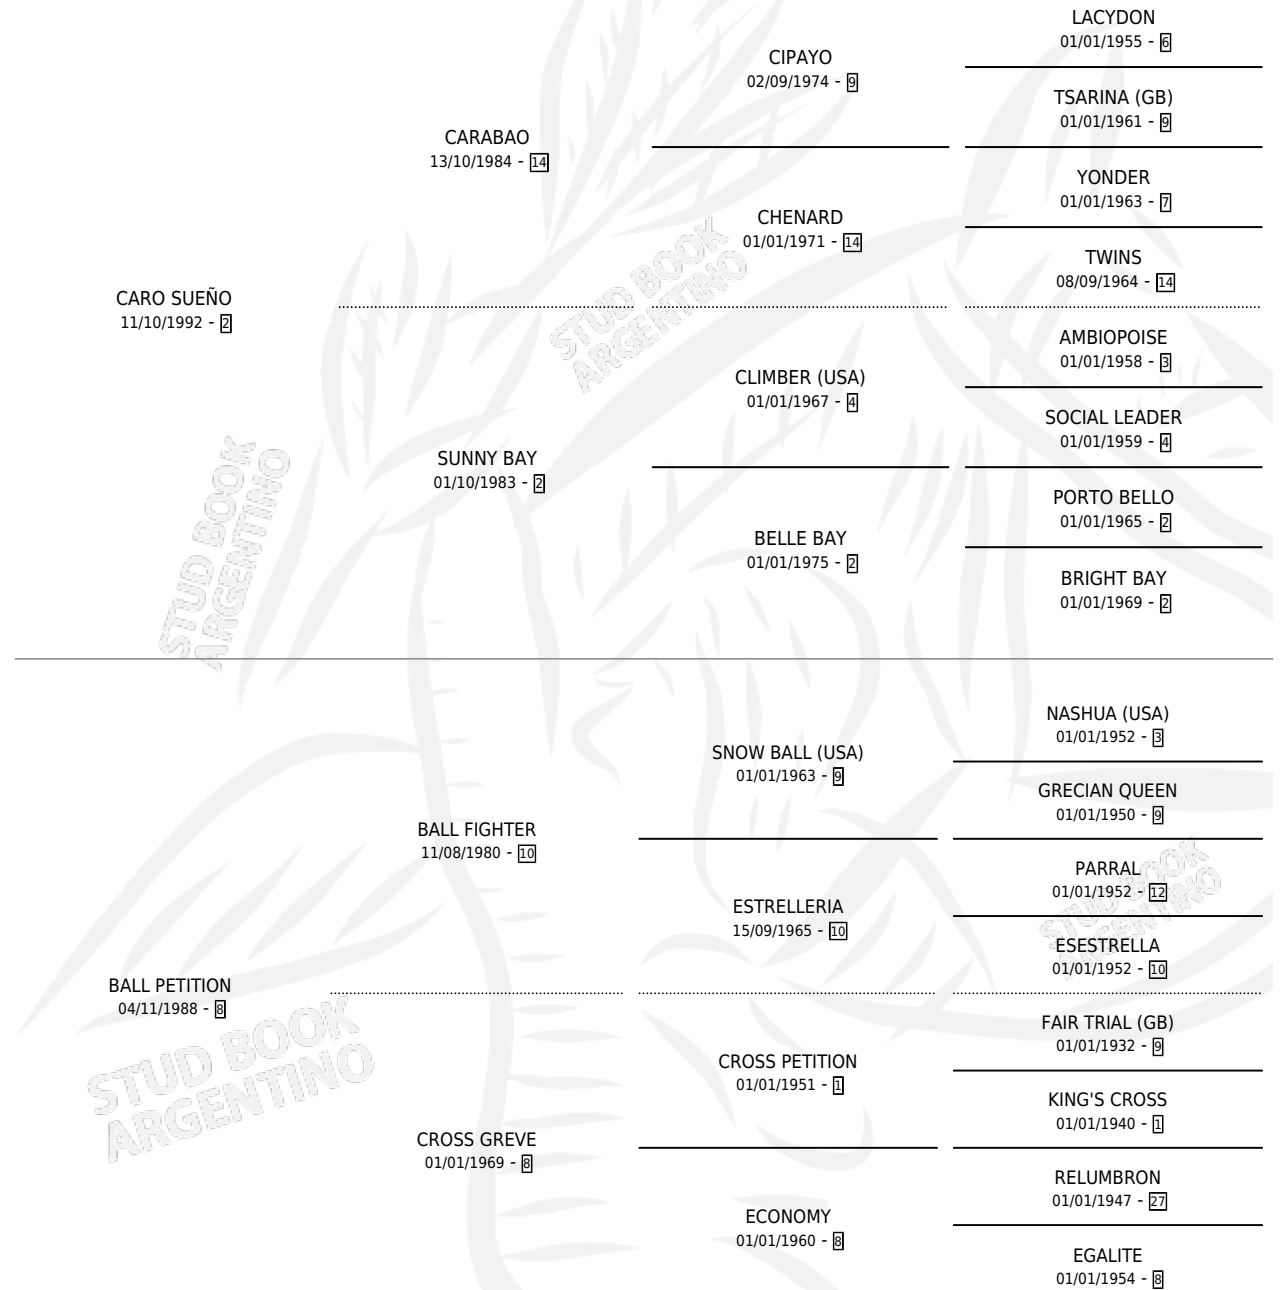 LACYDON
01/01/1955 - 6
CIPAYO
02/09/1974 - 9
TSARINA (GB)
01/01/1961 - 9
CARABAO
13/10/1984 - 14
YONDER
01/01/1963 - 7
CHENARD
01/01/1971 - 14
TWINS
08/09/1964 - 14
CARO SUEÑO
11/10/1992 - 2
AMBIOPOISE
01/01/1958 - 3
CLIMBER (USA)
01/01/1967 - 4
SOCIAL LEADER
01/01/1959 - 4
SUNNY BAY
01/10/1983 - 2
PORTO BELLO
01/01/1965 - 2
BELLE BAY
01/01/1975 - 2
BRIGHT BAY
01/01/1969 - 2
NASHUA (USA)
01/01/1952 - 3
SNOW BALL (USA)
01/01/1963 - 9
GRECIAN QUEEN
01/01/1950 - 9
BALL FIGHTER
11/08/1980 - 10
PARRAL
01/01/1952 - 12
ESTRELLERIA
15/09/1965 - 10
ESESTRELLA
01/01/1952 - 10
BALL PETITION
04/11/1988 - 8
FAIR TRIAL (GB)
01/01/1932 - 9
CROSS PETITION
01/01/1951 - 1
KING'S CROSS
01/01/1940 - 1
CROSS GREVE
01/01/1969 - 8
RELUMBRON
01/01/1947 - 27
ECONOMY
01/01/1960 - 8
EGALITE
01/01/1954 - 8
STUD BOOK
ARGENTINO
STUD BOOK
ARGENTINO
STUD BOOK
ARGENTINO
STUD BOOK
ARGENTINO